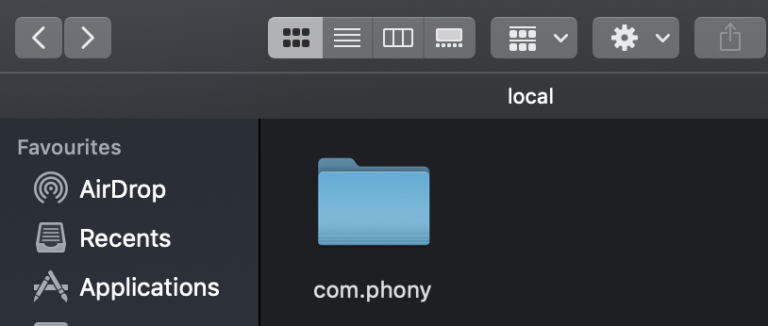 local
Favourites
AirDrop
Recents
Applications
com.phony